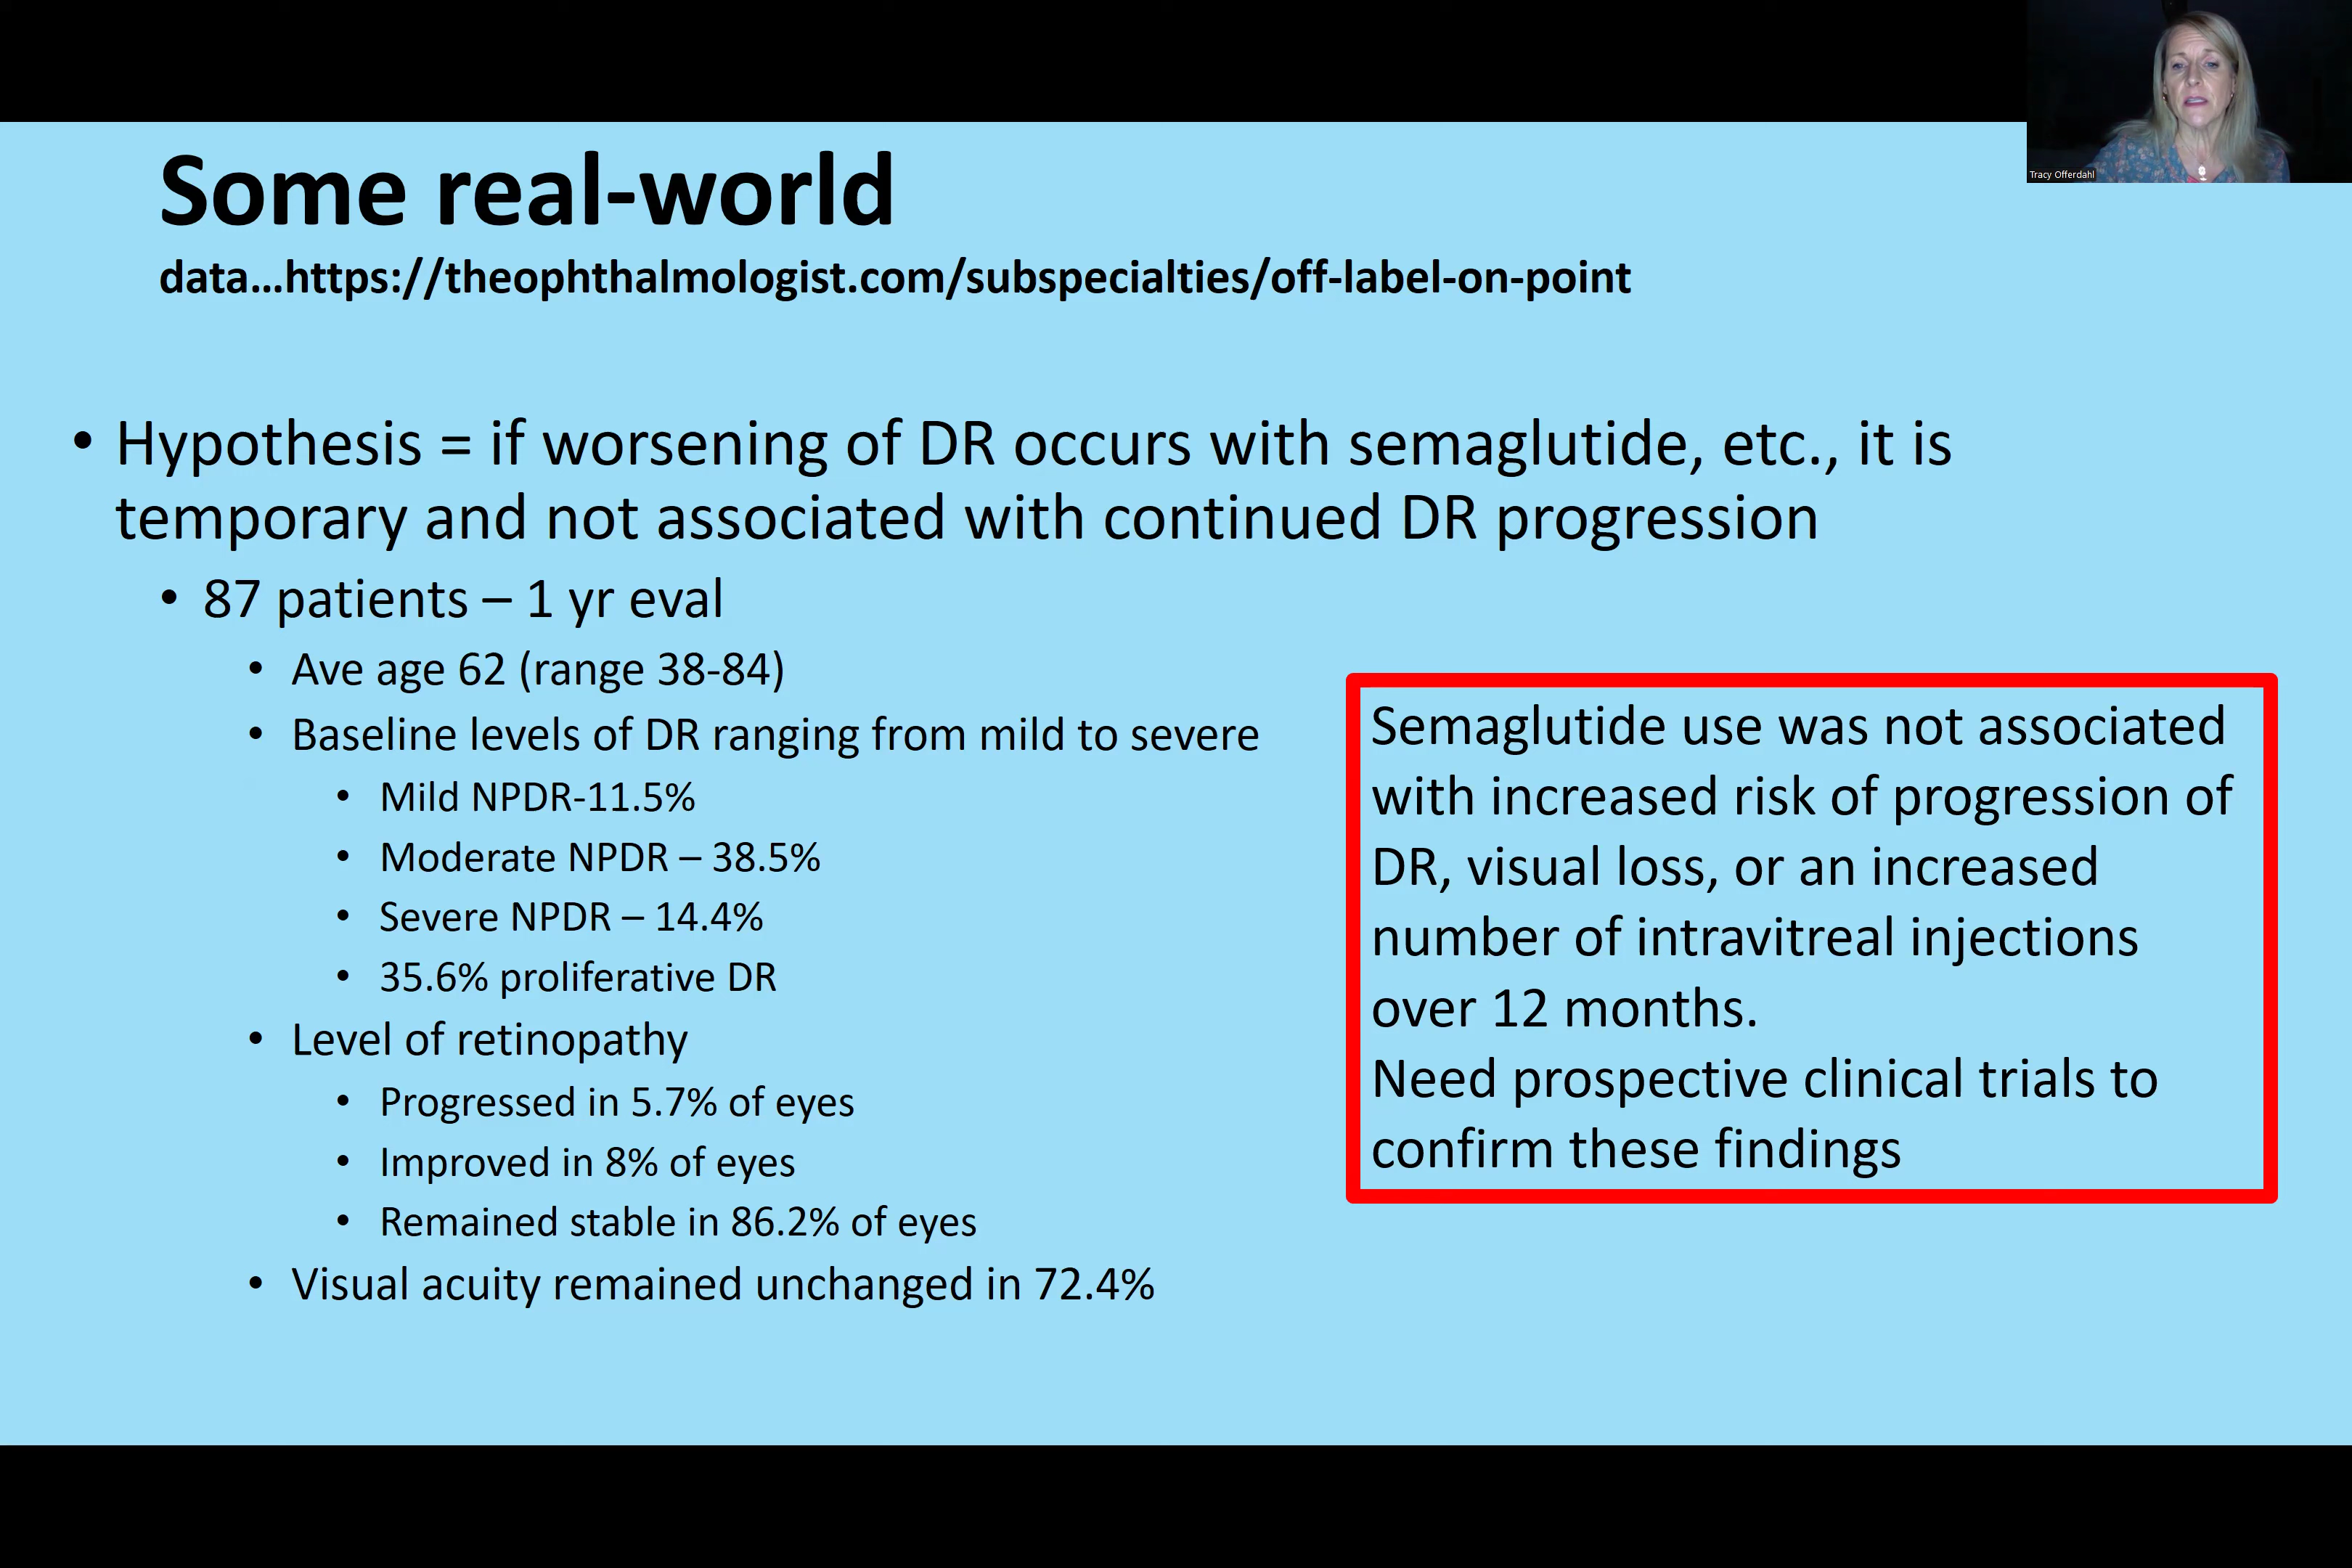 Tracy Offerdahl
Some real-world
data...https://theophthalmologist.com/subspecialties/off-label-on-point
• Hypothesis = if worsening of DR occurs with semaglutide, etc., it is
temporary and not associated with continued DR progression
• 87 patients – 1 yr eval
• Ave age 62 (range 38-84)
• Baseline levels of DR ranging from mild to severe
• Mild NPDR-11.5%
• Moderate NPDR – 38.5%
• Severe NPDR – 14.4%
• 35.6% proliferative DR
• Level of retinopathy
• Progressed in 5.7% of eyes
• Improved in 8% of eyes
• Remained stable in 86.2% of eyes
• Visual acuity remained unchanged in 72.4%
Semaglutide use was not associated
with increased risk of progression of
DR, visual loss, or an increased
number of intravitreal injections
over 12 months.
Need prospective clinical trials to
confirm these findings